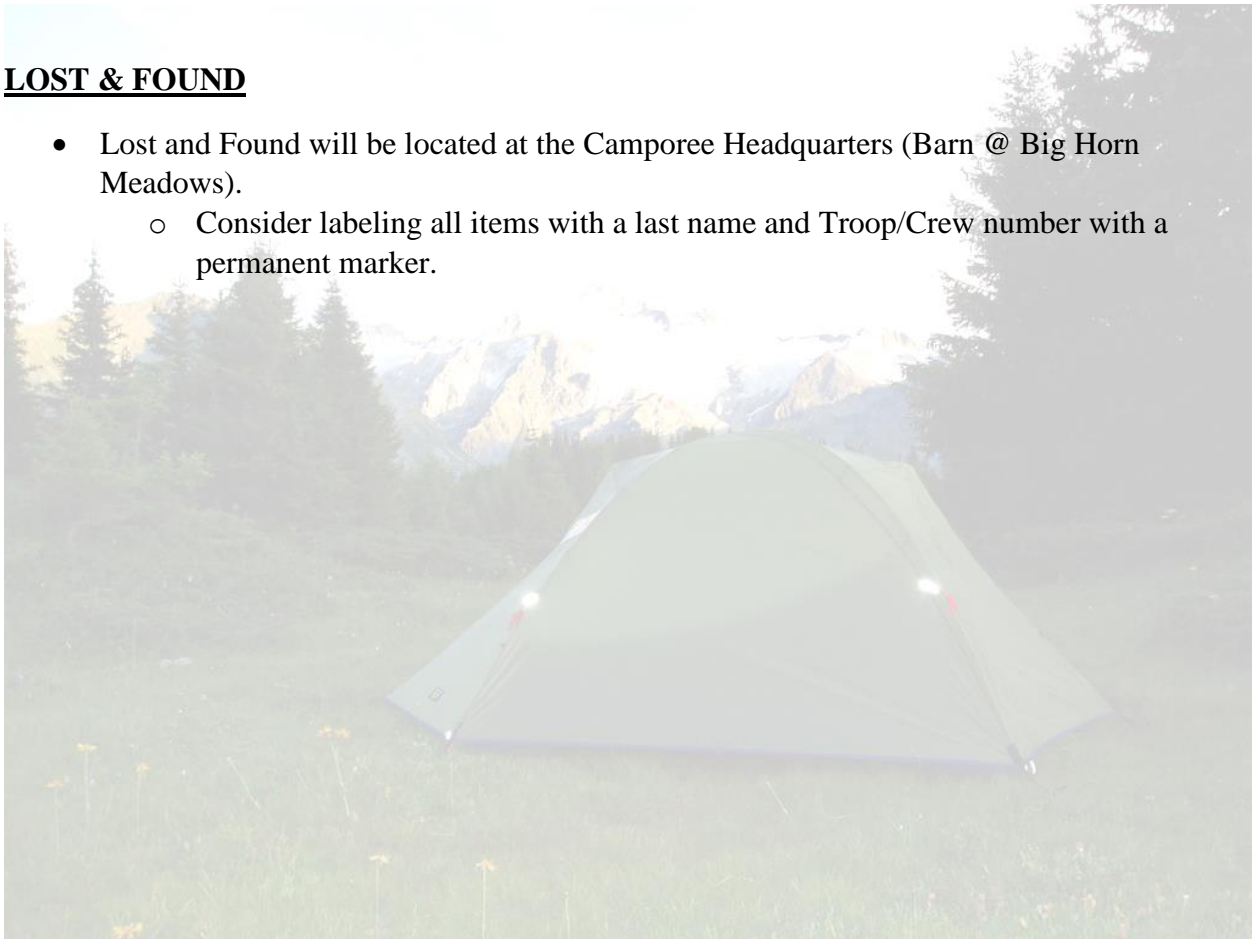 LOST & FOUND
• Lost and Found will be located at the Camporee Headquarters (Barn @ Big Horn
Meadows).
o Consider labeling all items with a last name and Troop/Crew number with a
permanent marker.